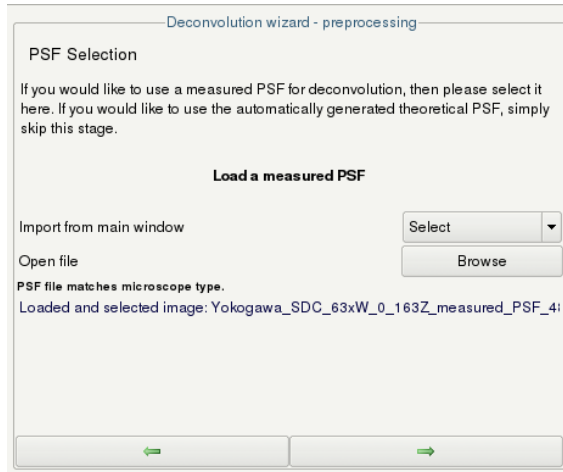 Deconvolution wizard - preprocessing
PSF Selection
If you would like to use a measured PSF for deconvolution, then please select it
here. If you would like to use the automatically generated theoretical PSF, simply
skip this stage.
Load a measured PSF
Import from main window Select
Open file Browse
PSF file matches microscope type.
Loaded and selected image: Yokogawa_SDC_63xW_0_163Z_measured_PSF_4